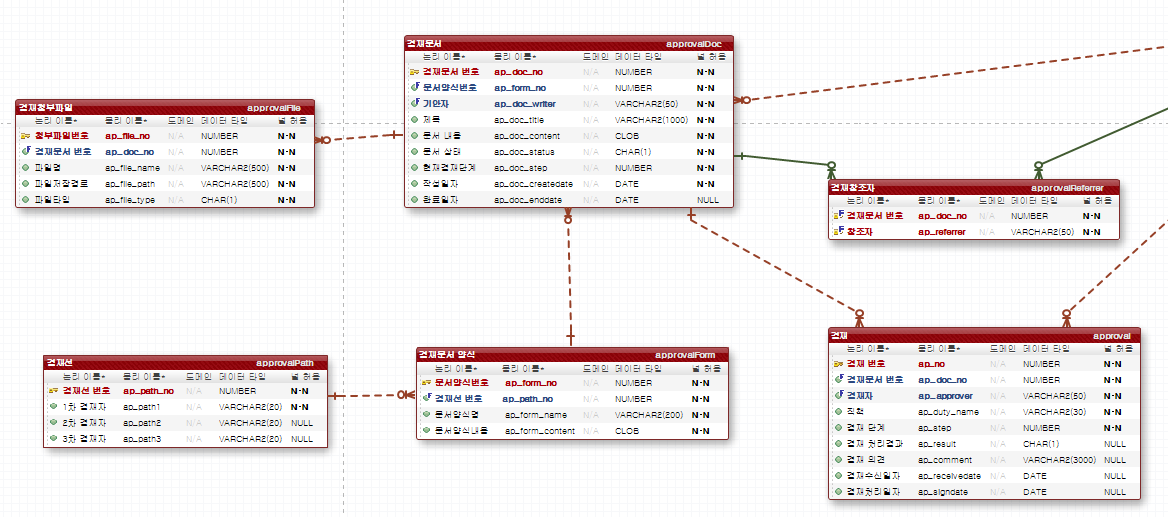 결재문서 approvalDoc
논리 이름* 물리 이름* 도메인 데이터 타입 널 허용
결재문서 번호 ap_doc_no N/A NUMBER N-N
문서양식번호 ap_form_no N/A NUMBER N-N
기안자 ap_doc_writer N/A VARCHAR2(50) N-N
제목 ap_doc_title N/A VARCHAR2(1000) N-N
문서 내용 ap_doc_content N/A CLOB N-N
문서 상태 ap_doc_status N/A CHAR(1) N-N
현재결재단계 ap_doc_step N/A NUMBER N-N
작성일자 ap_doc_createdate N/A DATE N-N
완료일자 ap_doc_enddate N/A DATE NULL
결재첨부파일 approvalFile
논리 이름* 물리 이름* 도메인 데이터 타입 널 허용
첨부파일번호 ap_file_no N/A NUMBER N-N
결재문서 번호 ap_doc_no N/A NUMBER N-N
파일명 ap_file_name N/A VARCHAR2(500) N-N
파일저장경로 ap_file_path N/A VARCHAR2(500) N-N
파일타입 ap_file_type N/A CHAR(1) N-N
결재참조자 approvalReferrer
논리 이름* 물리 이름* 도메인 데이터 타입 널 허용
결재문서 번호 ap_doc_no N/A NUMBER N-N
참조자 ap_referrer N/A VARCHAR2(50) N-N
결재선 approvalPath
논리 이름* 물리 이름* 도메인 데이터 타입 널 허용
결재선 번호 ap_path_no N/A NUMBER N-N
1차 결재자 ap_path1 N/A VARCHAR2(20) N-N
2차 결재자 ap_path2 N/A VARCHAR2(20) NULL
3차 결재자 ap_path3 N/A VARCHAR2(20) NULL
결재문서 양식 approvalForm
논리 이름* 물리 이름* 도메인 데이터 타입 널 허용
문서양식번호 ap_form_no N/A NUMBER N-N
결재선 번호 ap_path_no N/A NUMBER N-N
문서양식명 ap_form_name N/A VARCHAR2(200) N-N
문서양식내용 ap_form_content N/A CLOB N-N
결재 approval
논리 이름* 물리 이름* 도메인 데이터 타입 널 허용
결재 번호 ap_no N/A NUMBER N-N
결재문서 번호 ap_doc_no N/A NUMBER N-N
결재자 ap_approver N/A VARCHAR2(50) N-N
직책 ap_duty_name N/A VARCHAR2(30) N-N
결재 단계 ap_step N/A NUMBER N-N
결재 처리결과 ap_result N/A CHAR(1) NULL
결재 의견 ap_comment N/A VARCHAR2(3000) NULL
결재수신일자 ap_receivedate N/A DATE NULL
결재처리일자 ap_signdate N/A DATE NULL